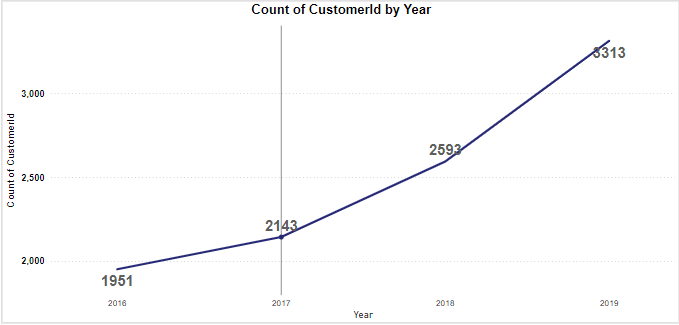 Count of CustomerId by Year
3313
3,000
2593
2,500
2143
2,000
1951
Count of CustomerId
2016 2017 2018 2019
Year